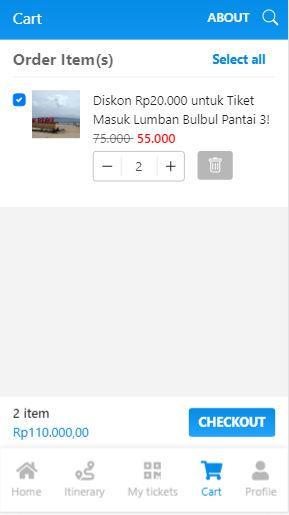 Cart ABOUT
Order Item(s) Select all
Diskon Rp20.000 untuk Tiket
Masuk Lumban Bulbul Pantai 3!
75.000 55.000
2
2 item
Rp110.000,00
CHECKOUT
Home Itinerary My tickets Cart Profile